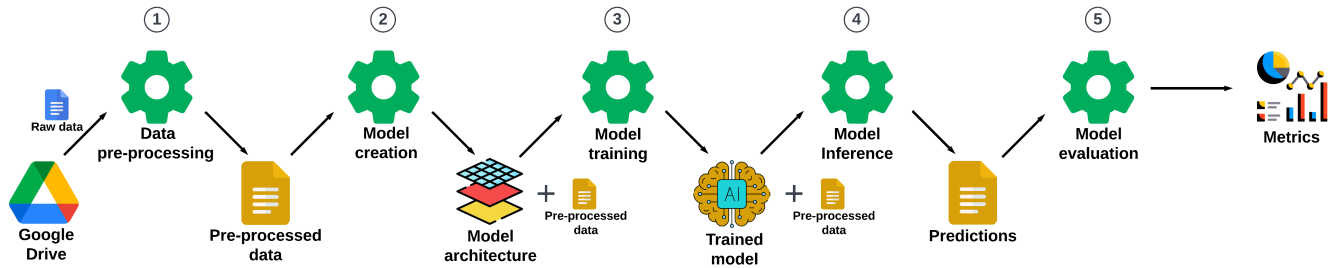 1
2
3
4
5
Raw data
Data
pre-processing
Model
creation
Model
training
Model
Inference
Model
evaluation
Metrics
Google
Drive
Pre-processed
data
Model
architecture
+
Pre-processed
data
AI
Trained
model
+
Pre-processed
data
Predictions